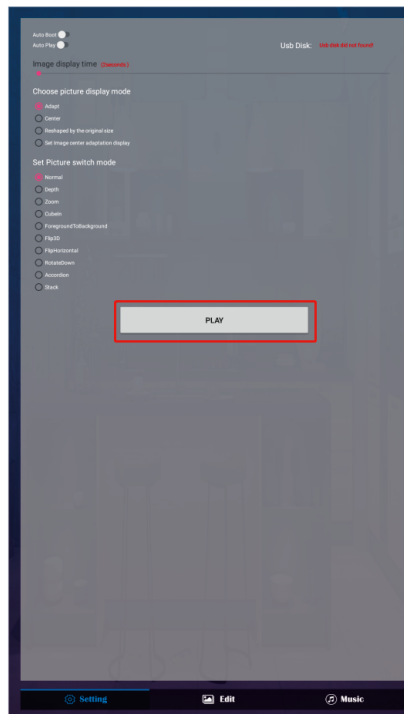 Auto Boot
Auto Play
Usb Disk: Usb disk did not found!
Image display time (3seconds)
Choose picture display mode
Adapt
Center
Reshaped by the original size
Set image center adaptation display
Set Picture switch mode
Normal
Depth
Zoom
CubeIn
ForegroundToBackground
Flip3D
FlipHorizontal
RotateDown
Accordion
Stack
PLAY
Setting
Edit
Music